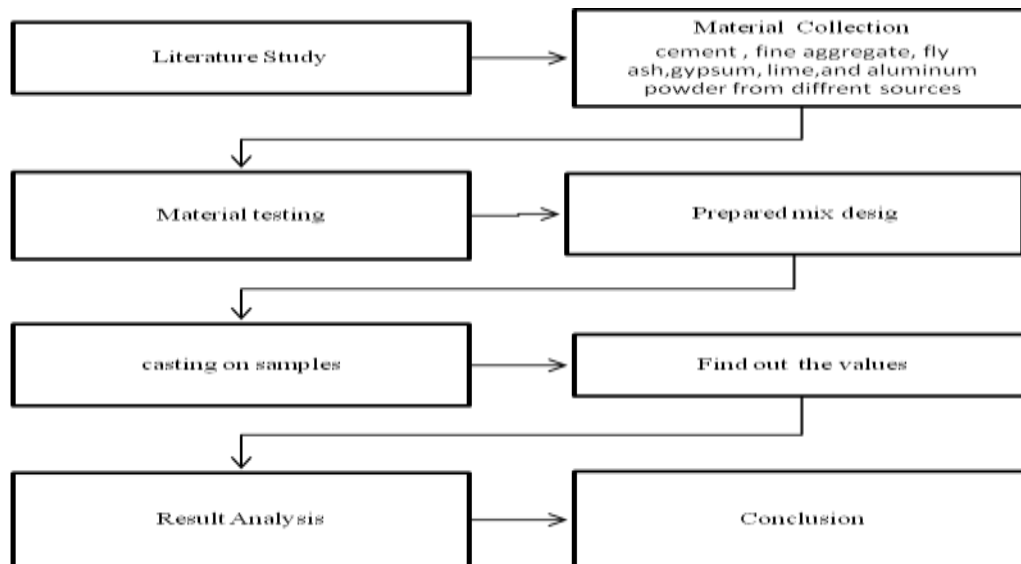 Literature Study
Material Collection
cement , fine aggregate, fly
ash,gypsum, lime,and aluminum
powder from diffrent sources
Material testing
Prepared mix desig
casting on samples
Find out the values
Result Analysis
Conclusion